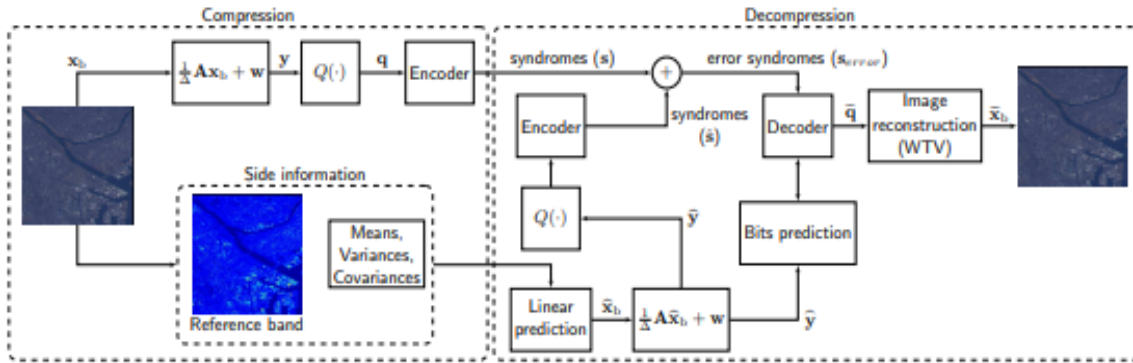 Compression
Decompression
x_b
1/Δ Ax_b + w
y
Q(·)
q
Encoder
syndromes (s)
+
error syndromes (s_error)
Encoder
syndromes
(ŝ)
Decoder
q̂
Image
reconstruction
(WTV)
x̄_b
Side information
Means,
Variances,
Covariances
Reference band
Q(·)
ŷ
Bits prediction
Linear
prediction
x̂_b
1/Δ Ax̂_b + w
ŷ